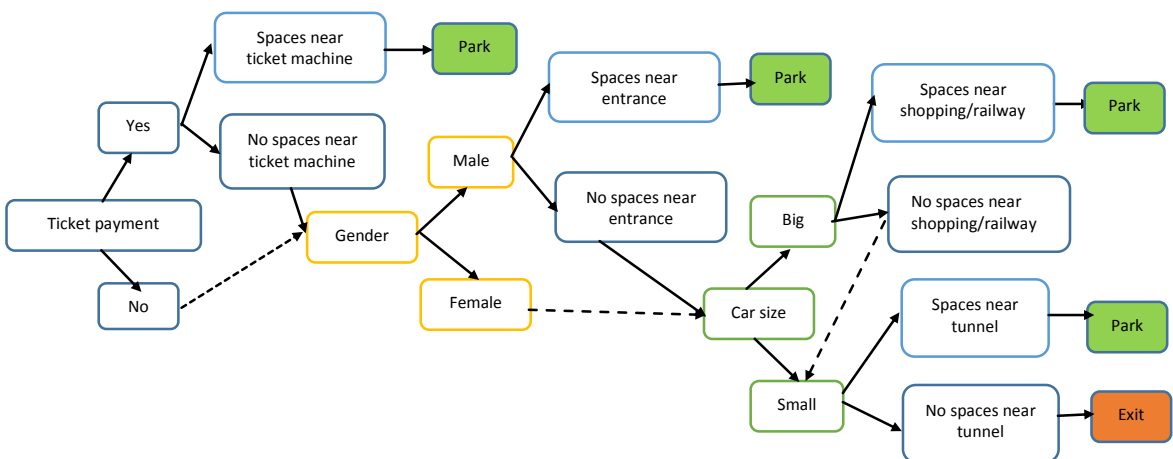 Spaces near
ticket machine
Park
Yes
No spaces near
ticket machine
Ticket payment
No
Gender
Male
Female
Spaces near
entrance
Park
No spaces near
entrance
Car size
Big
Small
Spaces near
shopping/railway
Park
No spaces near
shopping/railway
Spaces near
tunnel
Park
No spaces near
tunnel
Exit